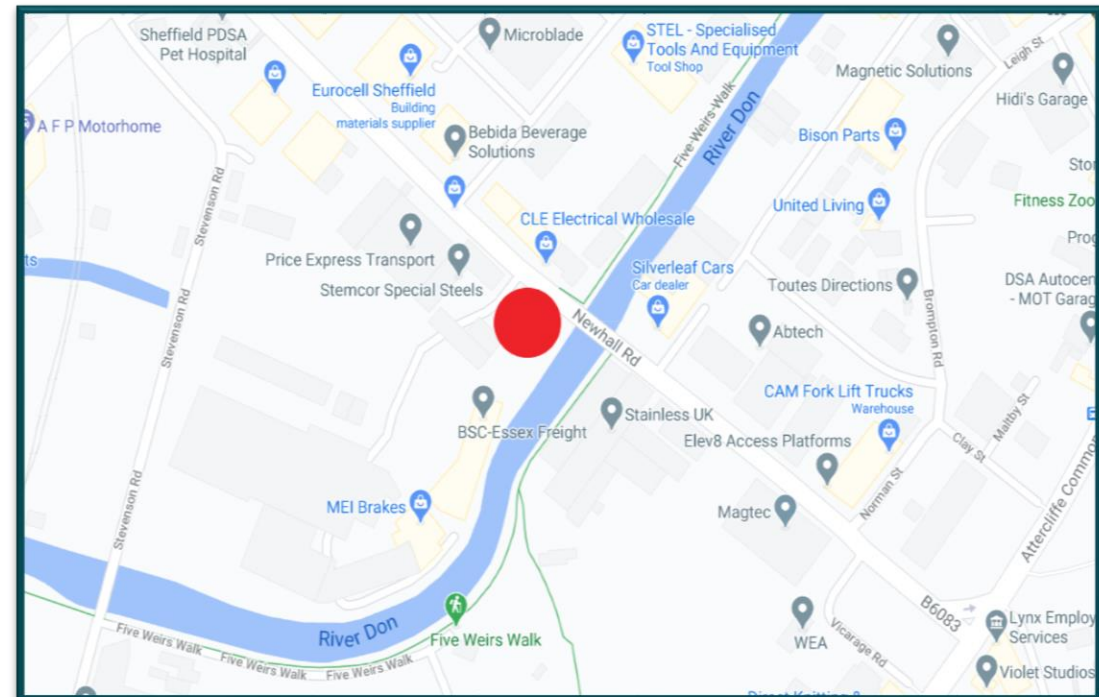 Sheffield PDSA
Pet Hospital
Microblade
STEL - Specialised
Tools And Equipment
Tool Shop
Leigh St
Magnetic Solutions
Eurocell Sheffield
Building
materials supplier
Hidi's Garage
A F P Motorhome
Bebida Beverage
Solutions
Five-Weirs-Walk
River Don
Bison Parts
Stevenson Rd
Fitness Zoo
United Living
CLE Electrical Wholesale
Price Express Transport
Stemcor Special Steels
Silverleaf Cars
Car dealer
Toutes Directions
DSA Autocen
- MOT Garag
Stevenson Rd
Newhall Rd
Abtech
Brompton Rd
CAM Fork Lift Trucks
Warehouse
Maltby St
BSC-Essex Freight
Stainless UK
Elev8 Access Platforms
Clay St
Norman St
Stevenson Rd
MEI Brakes
Magtec
Attercliffe Common
B6083
River Don
Five Weirs Walk
Five Weirs Walk
Five Weirs Walk
Five Weirs Walk
WEA
Vicarage Rd
Lynx Employ
Services
Violet Studios